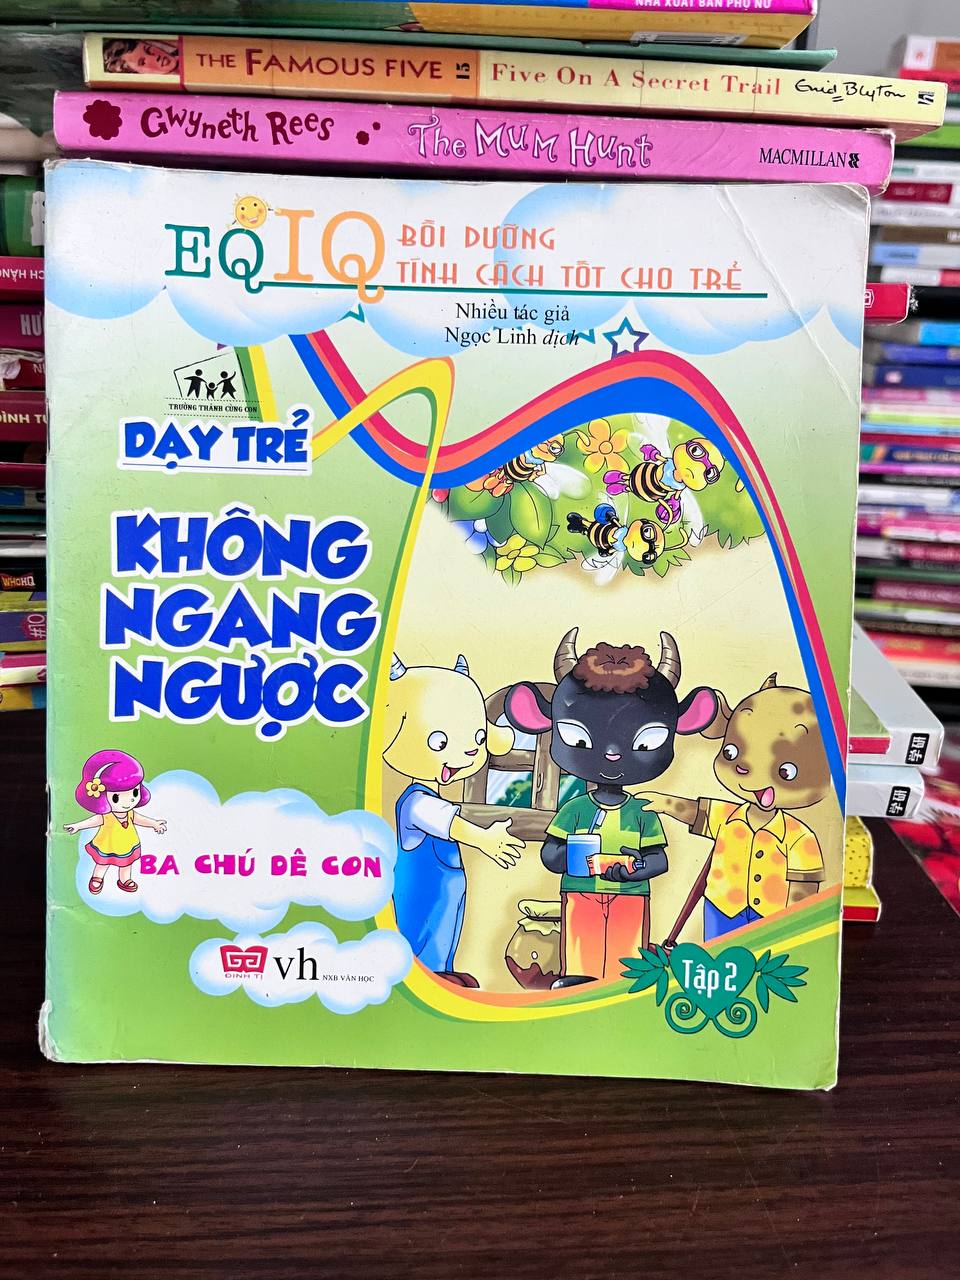 NHÀ XUẤT BẢN PHỤ NỮ
THE FAMOUS FIVE 15 Five On A Secret Trail Enid Blyton
Gwyneth Rees The Mum Hunt MACMILLAN
EQ IQ
BỒI DƯỠNG
TÍNH CÁCH TỐT CHO TRẺ
Nhiều tác giả
Ngọc Linh dịch
TRƯỞNG THÀNH CÙNG CON
DẠY TRẺ
KHÔNG
NGANG
NGƯỢC
BA CHÚ DÊ CON
ĐINH TỊ
vh NXB VĂN HỌC
Tập 2
WHO HQ
#10